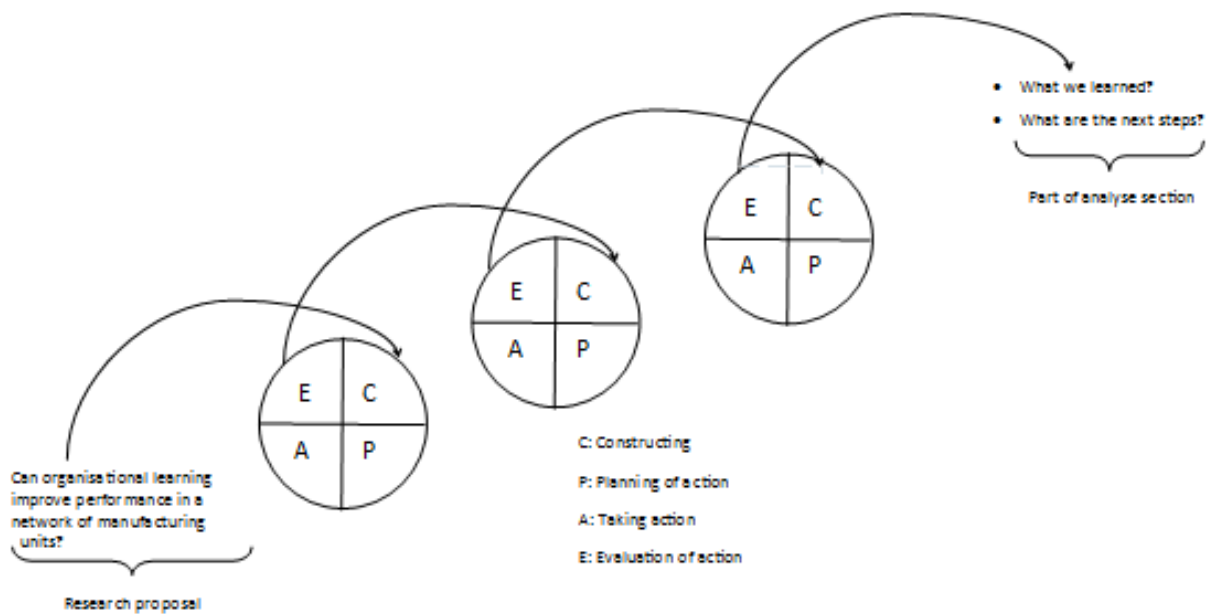 • What we learned?
• What are the next steps?
Part of analyse section
E C
A P
E C
A P
E C
A P
C: Constructing
P: Planning of action
A: Taking action
E: Evaluation of action
Can organisational learning
improve performance in a
network of manufacturing
units?
Research proposal